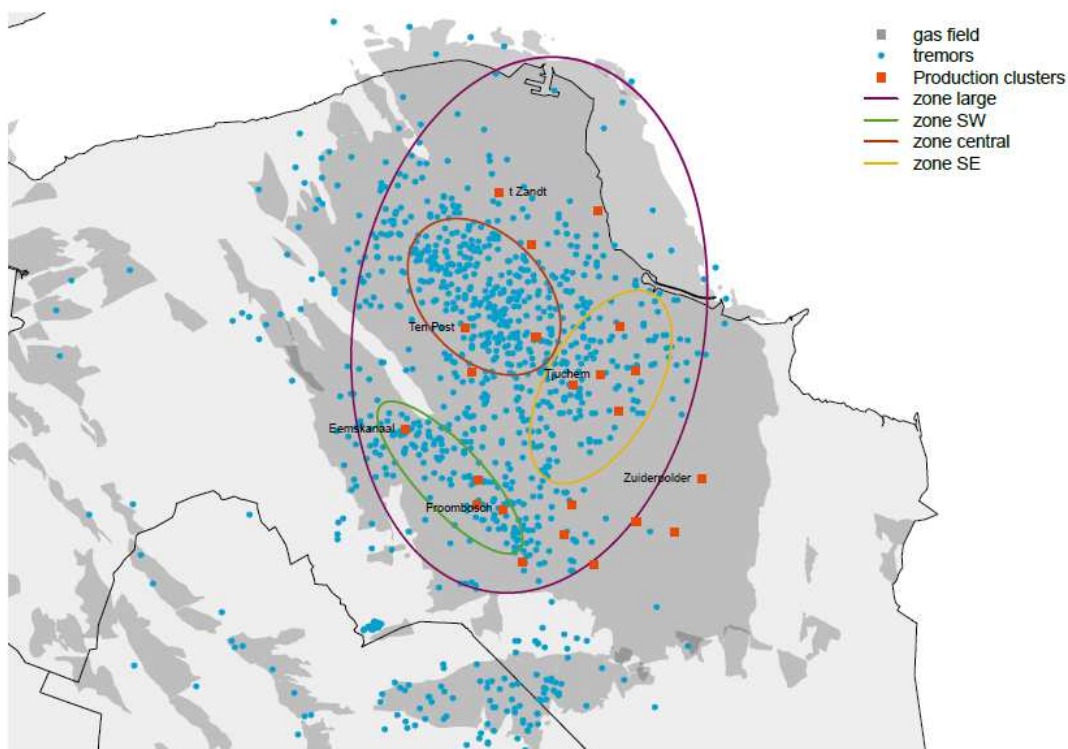 gas field
tremors
Production clusters
zone large
zone SW
zone central
zone SE
t Zandt
Ten Post
Tjuchem
Eemskanaal
Zuiderpolder
Froombosch